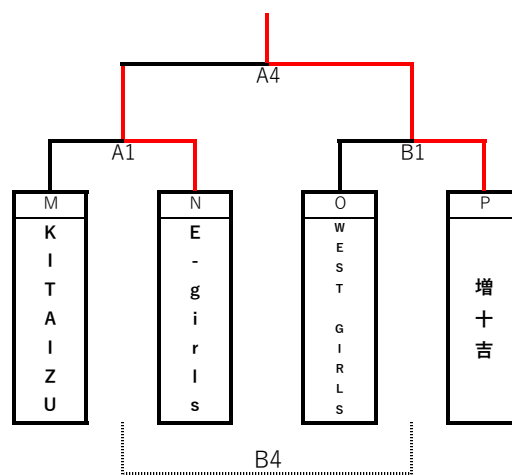 A4
A1
B1
M
N
O
P
KITAIZU
E-girls
WEST GIRLS
増十吉
B4